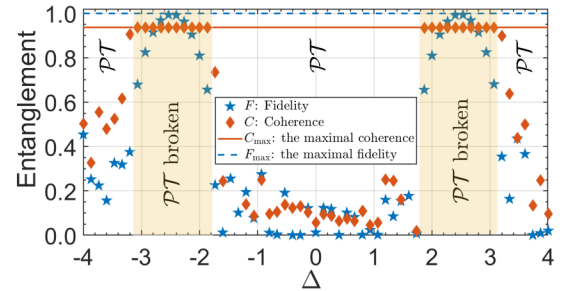 1.0
0.8
0.6
0.4
0.2
0.0
Entanglement
PT
PT broken
PT
PT broken
PT
F: Fidelity
C: Coherence
Cmax: the maximal coherence
Fmax: the maximal fidelity
-4 -3 -2 -1 0 1 2 3 4
Δ